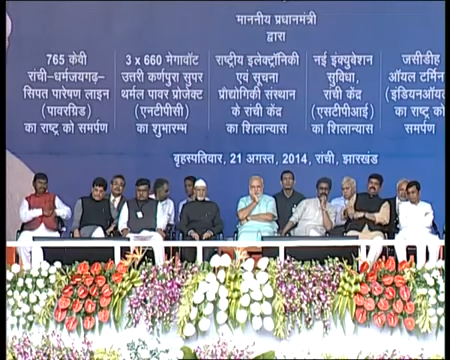 माननीय प्रधानमंत्री
द्वारा
765 केवी
रांची-धर्मजयगढ़-
सिपत पारेषण लाइन
(पावरग्रिड)
का राष्ट्र को समर्पण
3 x 660 मेगावॉट
उत्तरी कर्णपुरा सुपर
थर्मल पावर प्रोजेक्ट
(एनटीपीसी)
का शुभारम्भ
राष्ट्रीय इलेक्ट्रॉनिकी
एवं सूचना
प्रौद्योगिकी संस्थान
के रांची केंद्र
का शिलान्यास
नई इंक्युबेशन
सुविधा,
रांची केंद्र
(एसटीपीआई)
का शिलान्यास
जसीडीह
ऑयल टर्मिन
(इंडियनऑयल
का राष्ट्र को
समर्पण
बृहस्पतिवार, 21 अगस्त, 2014, रांची, झारखंड